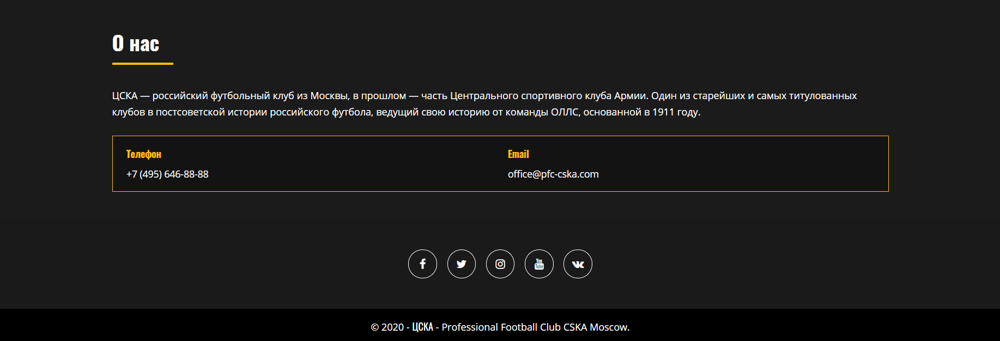 О нас
ЦСКА — российский футбольный клуб из Москвы, в прошлом — часть Центрального спортивного клуба Армии. Один из старейших и самых титулованных
клубов в постсоветской истории российского футбола, ведущий свою историю от команды ОЛЛС, основанной в 1911 году.
Телефон
+7 (495) 646-88-88
Email
office@pfc-cska.com
You
Tube
© 2020 - ЦСКА - Professional Football Club CSKA Moscow.